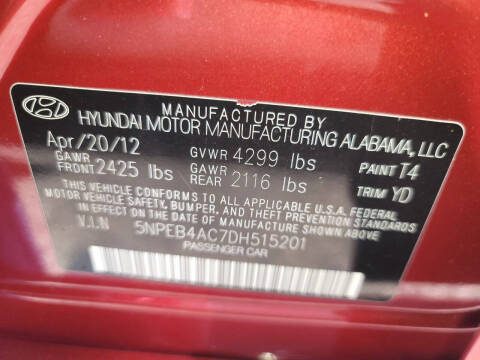 MANUFACTURED BY
HYUNDAI MOTOR MANUFACTURING ALABAMA, LLC
Apr/20/12 GVWR 4299 lbs PAINT T4
GAWR FRONT 2425 lbs GAWR REAR 2116 lbs TRIM YD
THIS VEHICLE CONFORMS TO ALL APPLICABLE U.S.A. FEDERAL
MOTOR VEHICLE SAFETY, BUMPER, AND THEFT PREVENTION STANDARDS
IN EFFECT ON THE DATE OF MANUFACTURE SHOWN ABOVE.
V.I.N 5NPEB4AC7DH515201
PASSENGER CAR